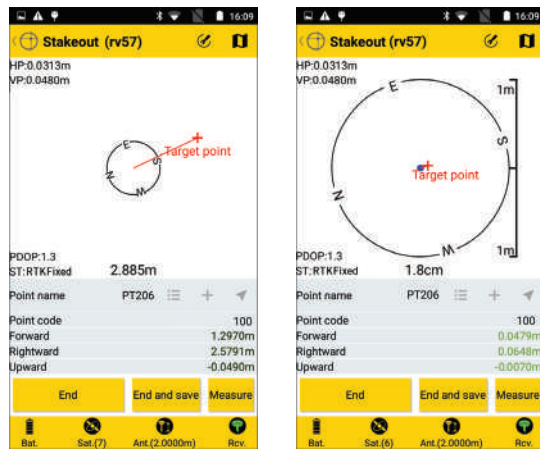 16:09
Stakeout (rv57)
HP:0.0313m
VP:0.0480m
E
S
N
W
Target point
PDOP:1.3
ST:RTKFixed 2.885m
Point name PT206
Point code 100
Forward 1.2970m
Rightward 2.5791m
Upward -0.0490m
End End and save Measure
Bat. Sat.(7) Ant.(2.0000m) Rcv.
16:09
Stakeout (rv57)
HP:0.0313m
VP:0.0480m
E
1m
S
Target point
N
W
1m
PDOP:1.3
ST:RTKFixed 1.8cm
Point name PT206
Point code 100
Forward 0.0479m
Rightward 0.0648m
Upward -0.0070m
End End and save Measure
Bat. Sat.(6) Ant.(2.0000m) Rcv.